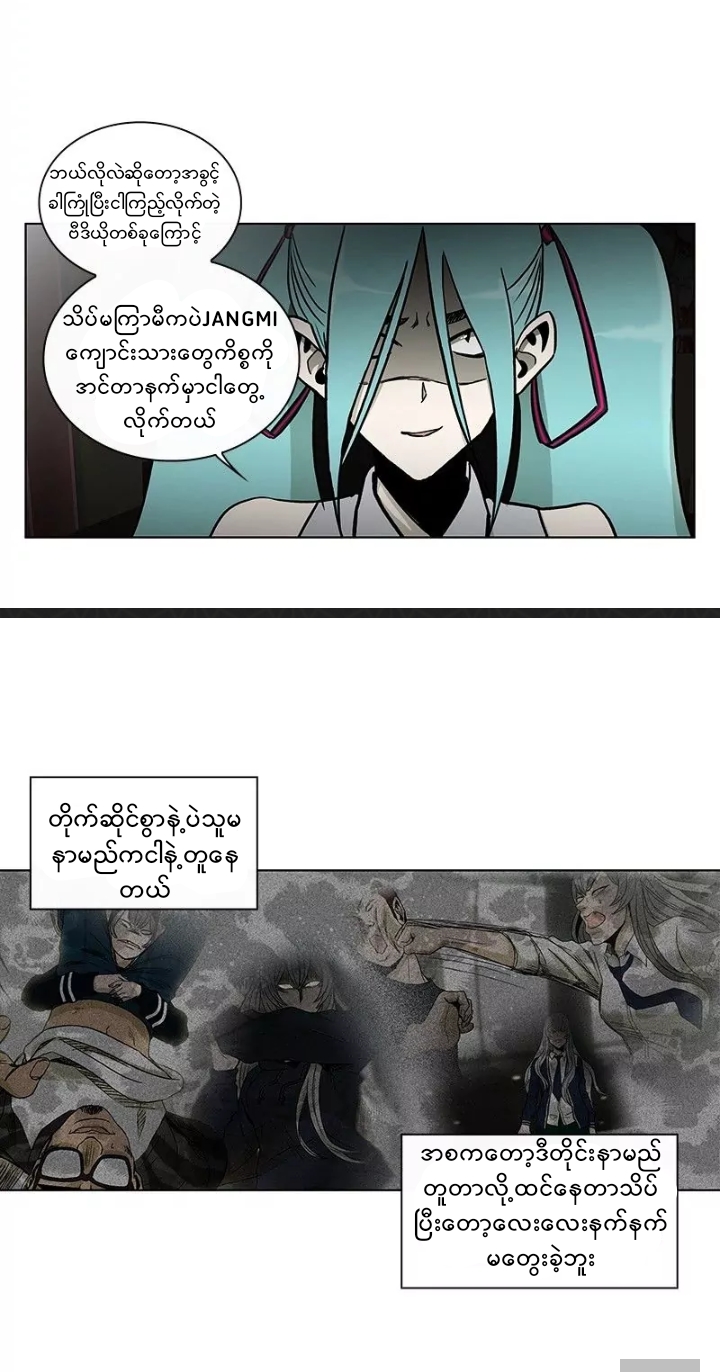 ဘယ်လိုလဲဆိုတော့အခွင့်
ခါကြုံပြီးငါကြည့်လိုက်တဲ့
ဗီဒီယိုတစ်ခုကြောင့်
သိပ်မကြာမီကပဲJANGMI
ကျောင်းသားတွေကိစ္စကို
အင်တာနက်မှာငါတွေ့
လိုက်တယ်
တိုက်ဆိုင်စွာနဲ့ပဲသူမ
နာမည်ကငါနဲ့တူနေ
တယ်
အစကတော့ဒီတိုင်းနာမည်
တူတာလို့ထင်နေတာသိပ်
ပြီးတော့လေးလေးနက်နက်
မတွေးခဲ့ဘူး